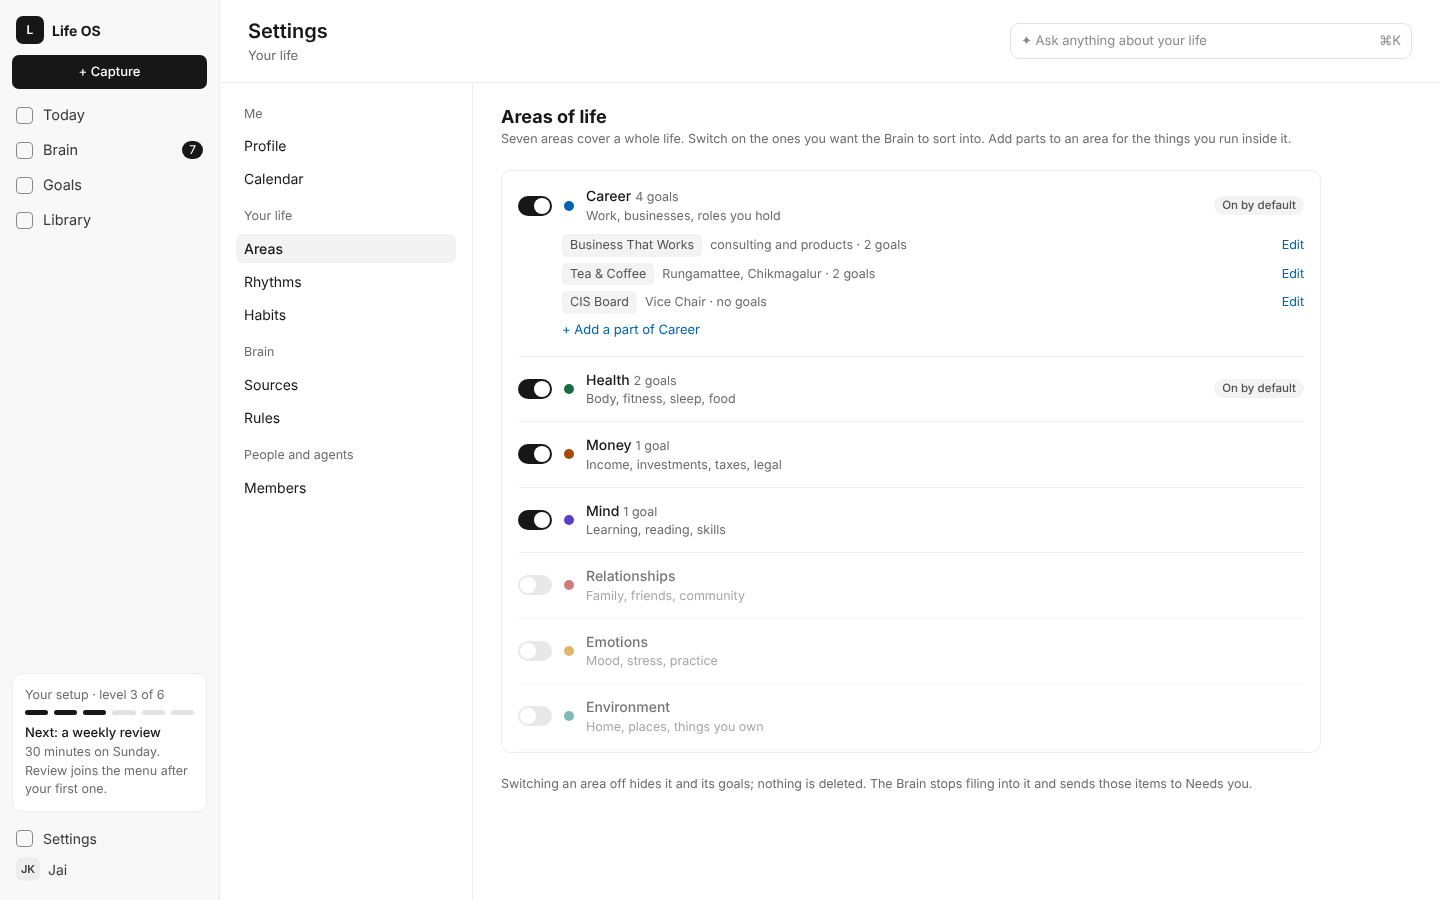 L
Life OS
+ Capture
Today
Brain 7
Goals
Library
Your setup · level 3 of 6
Next: a weekly review
30 minutes on Sunday.
Review joins the menu after
your first one.
Settings
JK Jai
Settings
Your life
✦ Ask anything about your life ⌘K
Me
Profile
Calendar
Your life
Areas
Rhythms
Habits
Brain
Sources
Rules
People and agents
Members
Areas of life
Seven areas cover a whole life. Switch on the ones you want the Brain to sort into. Add parts to an area for the things you run inside it.
Career 4 goals
Work, businesses, roles you hold
On by default
Business That Works consulting and products · 2 goals Edit
Tea & Coffee Rungamattee, Chikmagalur · 2 goals Edit
CIS Board Vice Chair · no goals Edit
+ Add a part of Career
Health 2 goals
Body, fitness, sleep, food
On by default
Money 1 goal
Income, investments, taxes, legal
Mind 1 goal
Learning, reading, skills
Relationships
Family, friends, community
Emotions
Mood, stress, practice
Environment
Home, places, things you own
Switching an area off hides it and its goals; nothing is deleted. The Brain stops filing into it and sends those items to Needs you.